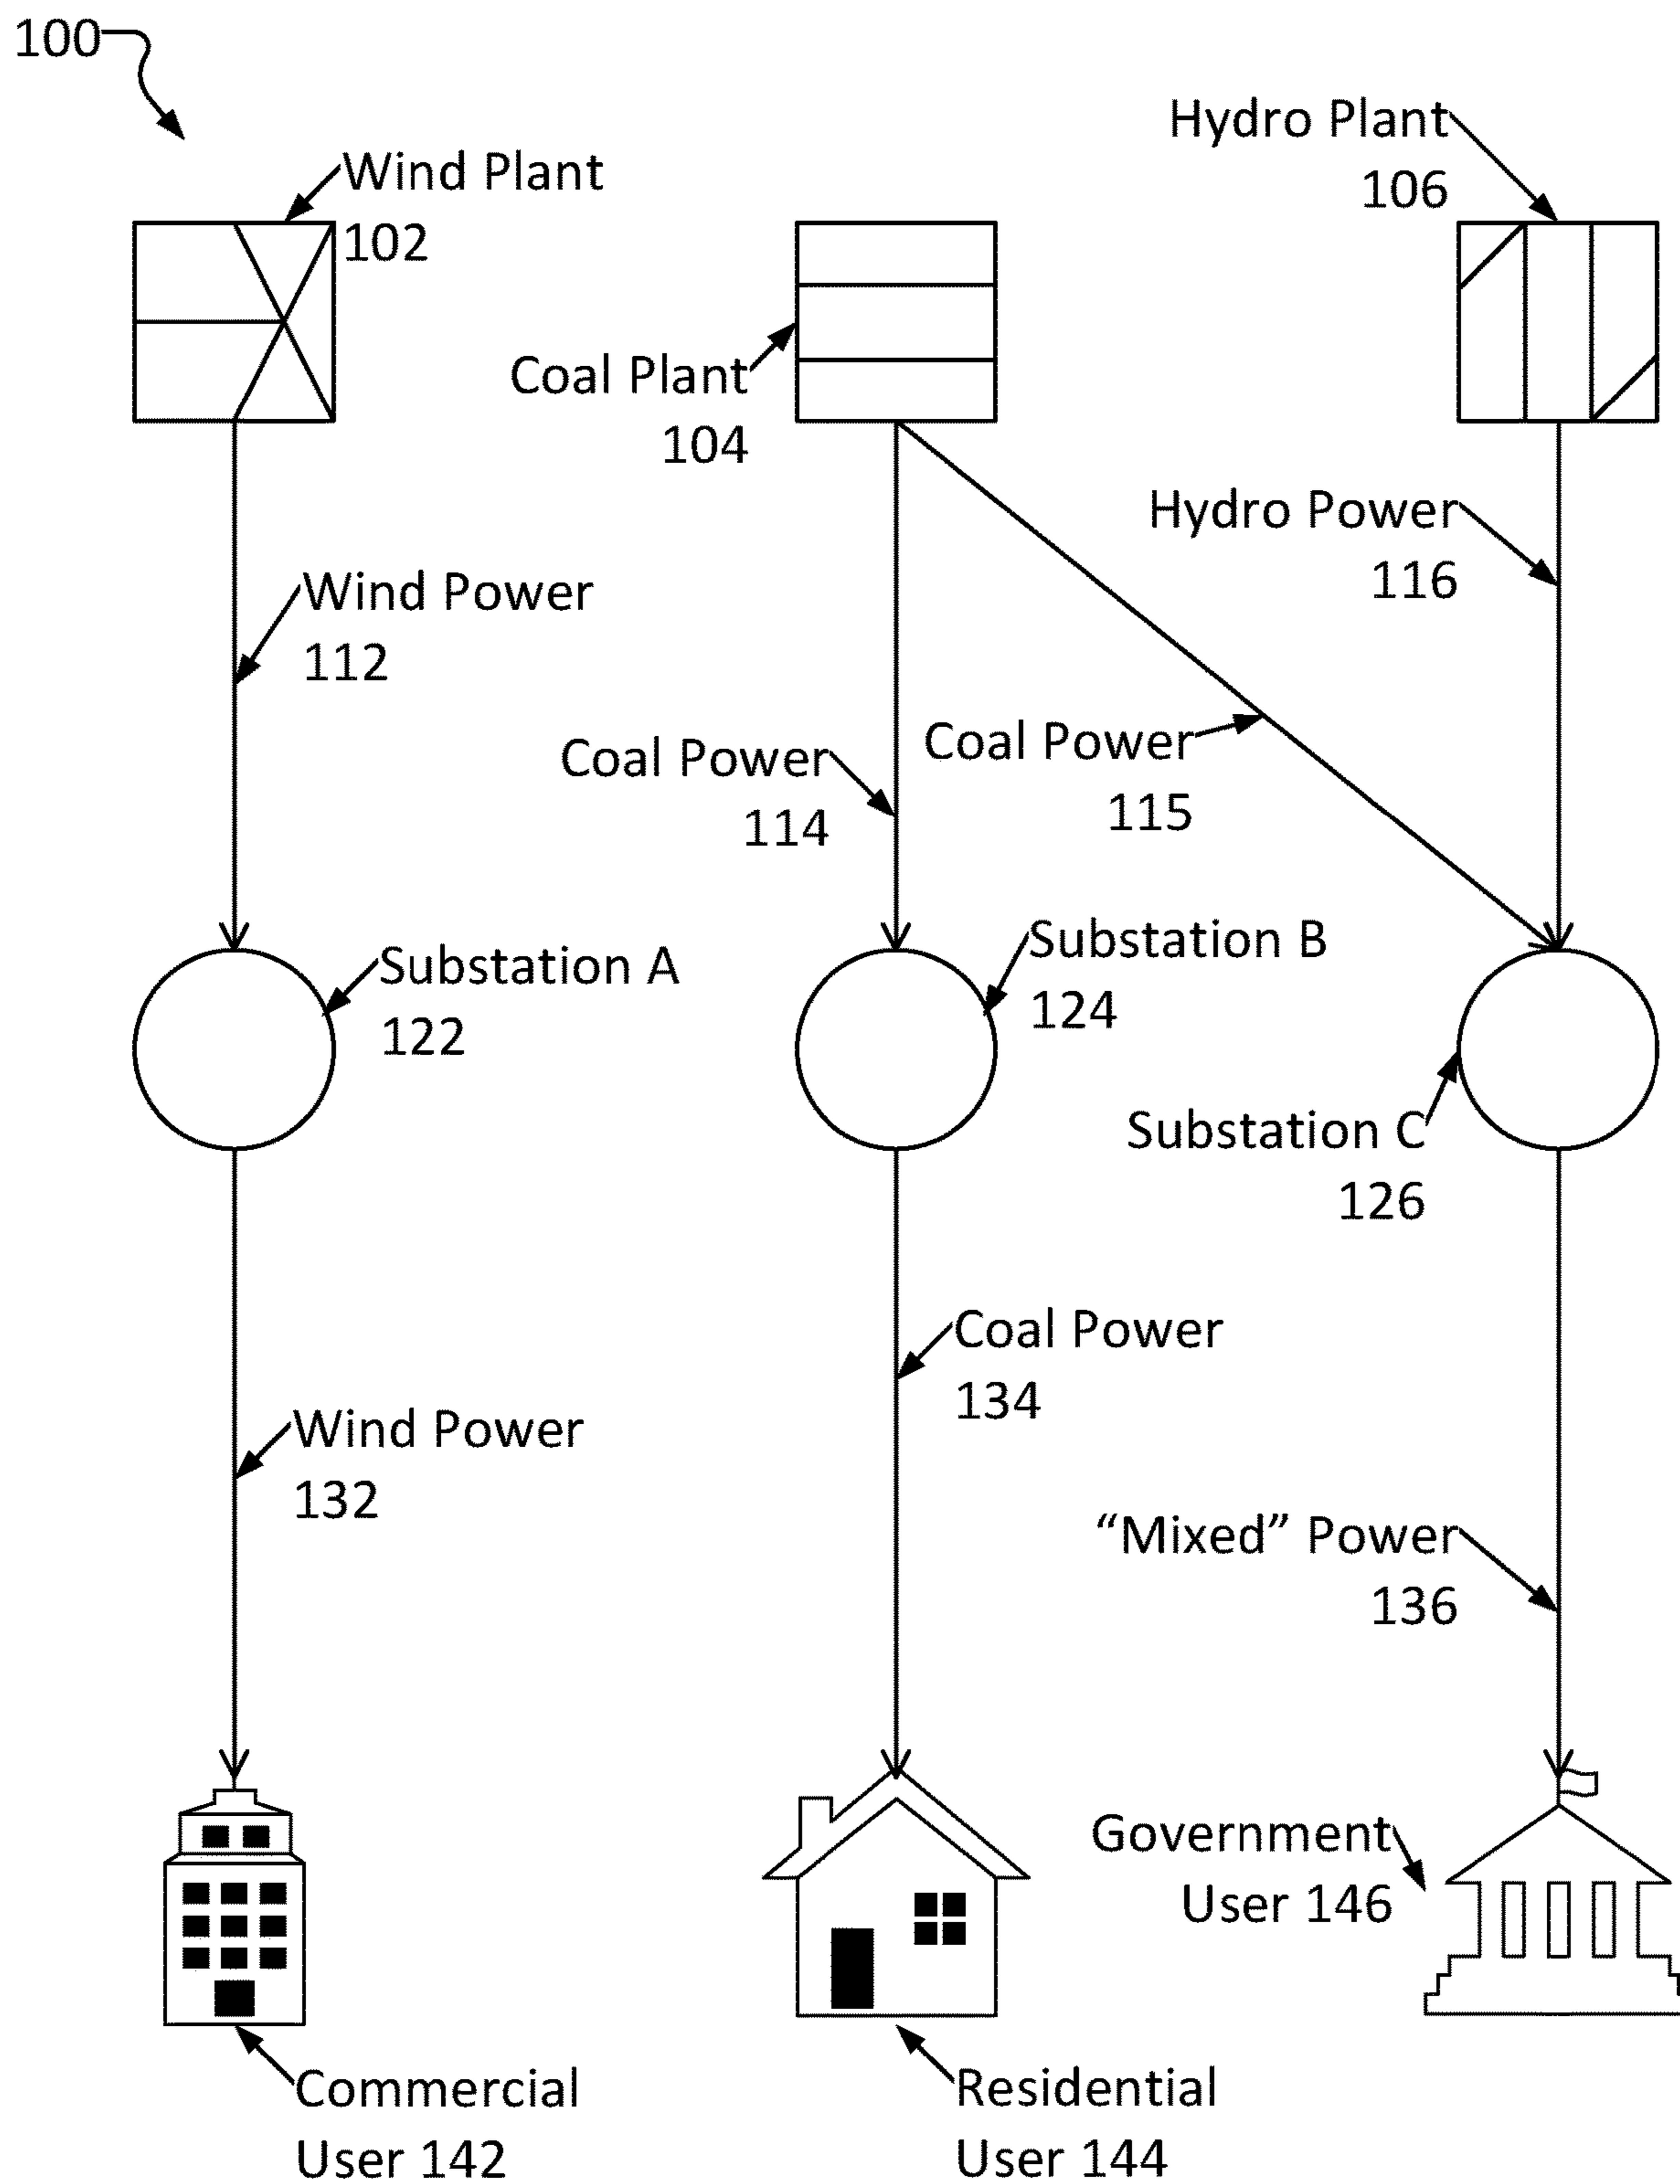 100
Hydro Plant
106
Wind Plant
102
Coal Plant
104
Hydro Power
116
Wind Power
112
Coal Power
114
Coal Power
115
Substation A
122
Substation B
124
Substation C
126
Coal Power
134
Wind Power
132
“Mixed” Power
136
Government
User 146
Commercial
User 142
Residential
User 144